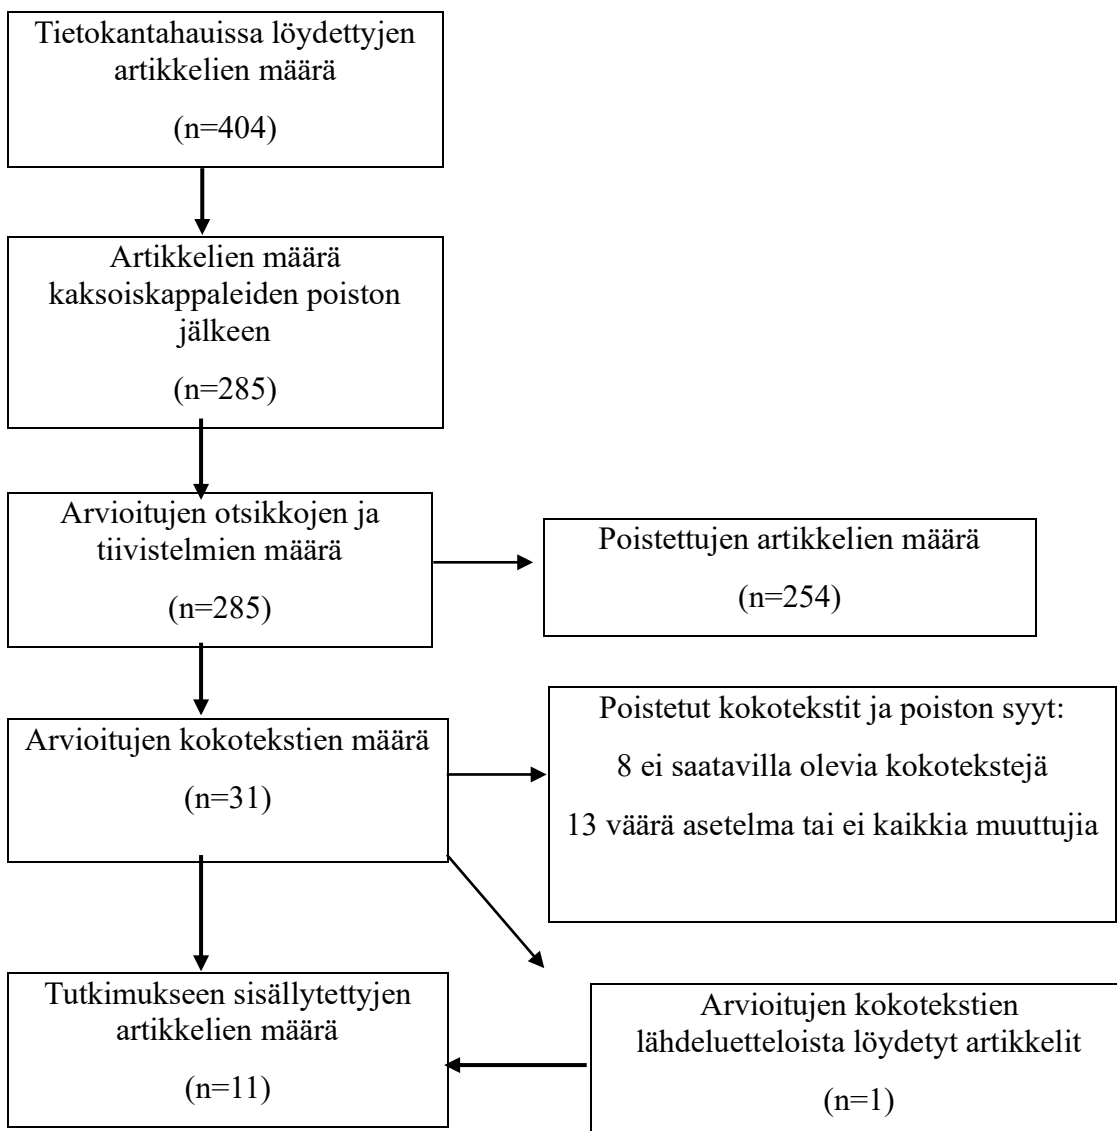 Tietokantahauissa löydettyjen
artikkelien määrä
(n=404)
Artikkelien määrä
kaksoiskappaleiden poiston
jälkeen
(n=285)
Arvioitujen otsikkojen ja
tiivistelmien määrä
(n=285)
Poistettujen artikkelien määrä
(n=254)
Arvioitujen kokotekstien määrä
(n=31)
Poistetut kokotekstit ja poiston syyt:
8 ei saatavilla olevia kokotekstejä
13 väärä asetelma tai ei kaikkia muuttujia
Tutkimukseen sisällytettyjen
artikkelien määrä
(n=11)
Arvioitujen kokotekstien
lähdeluetteloista löydetyt artikkelit
(n=1)